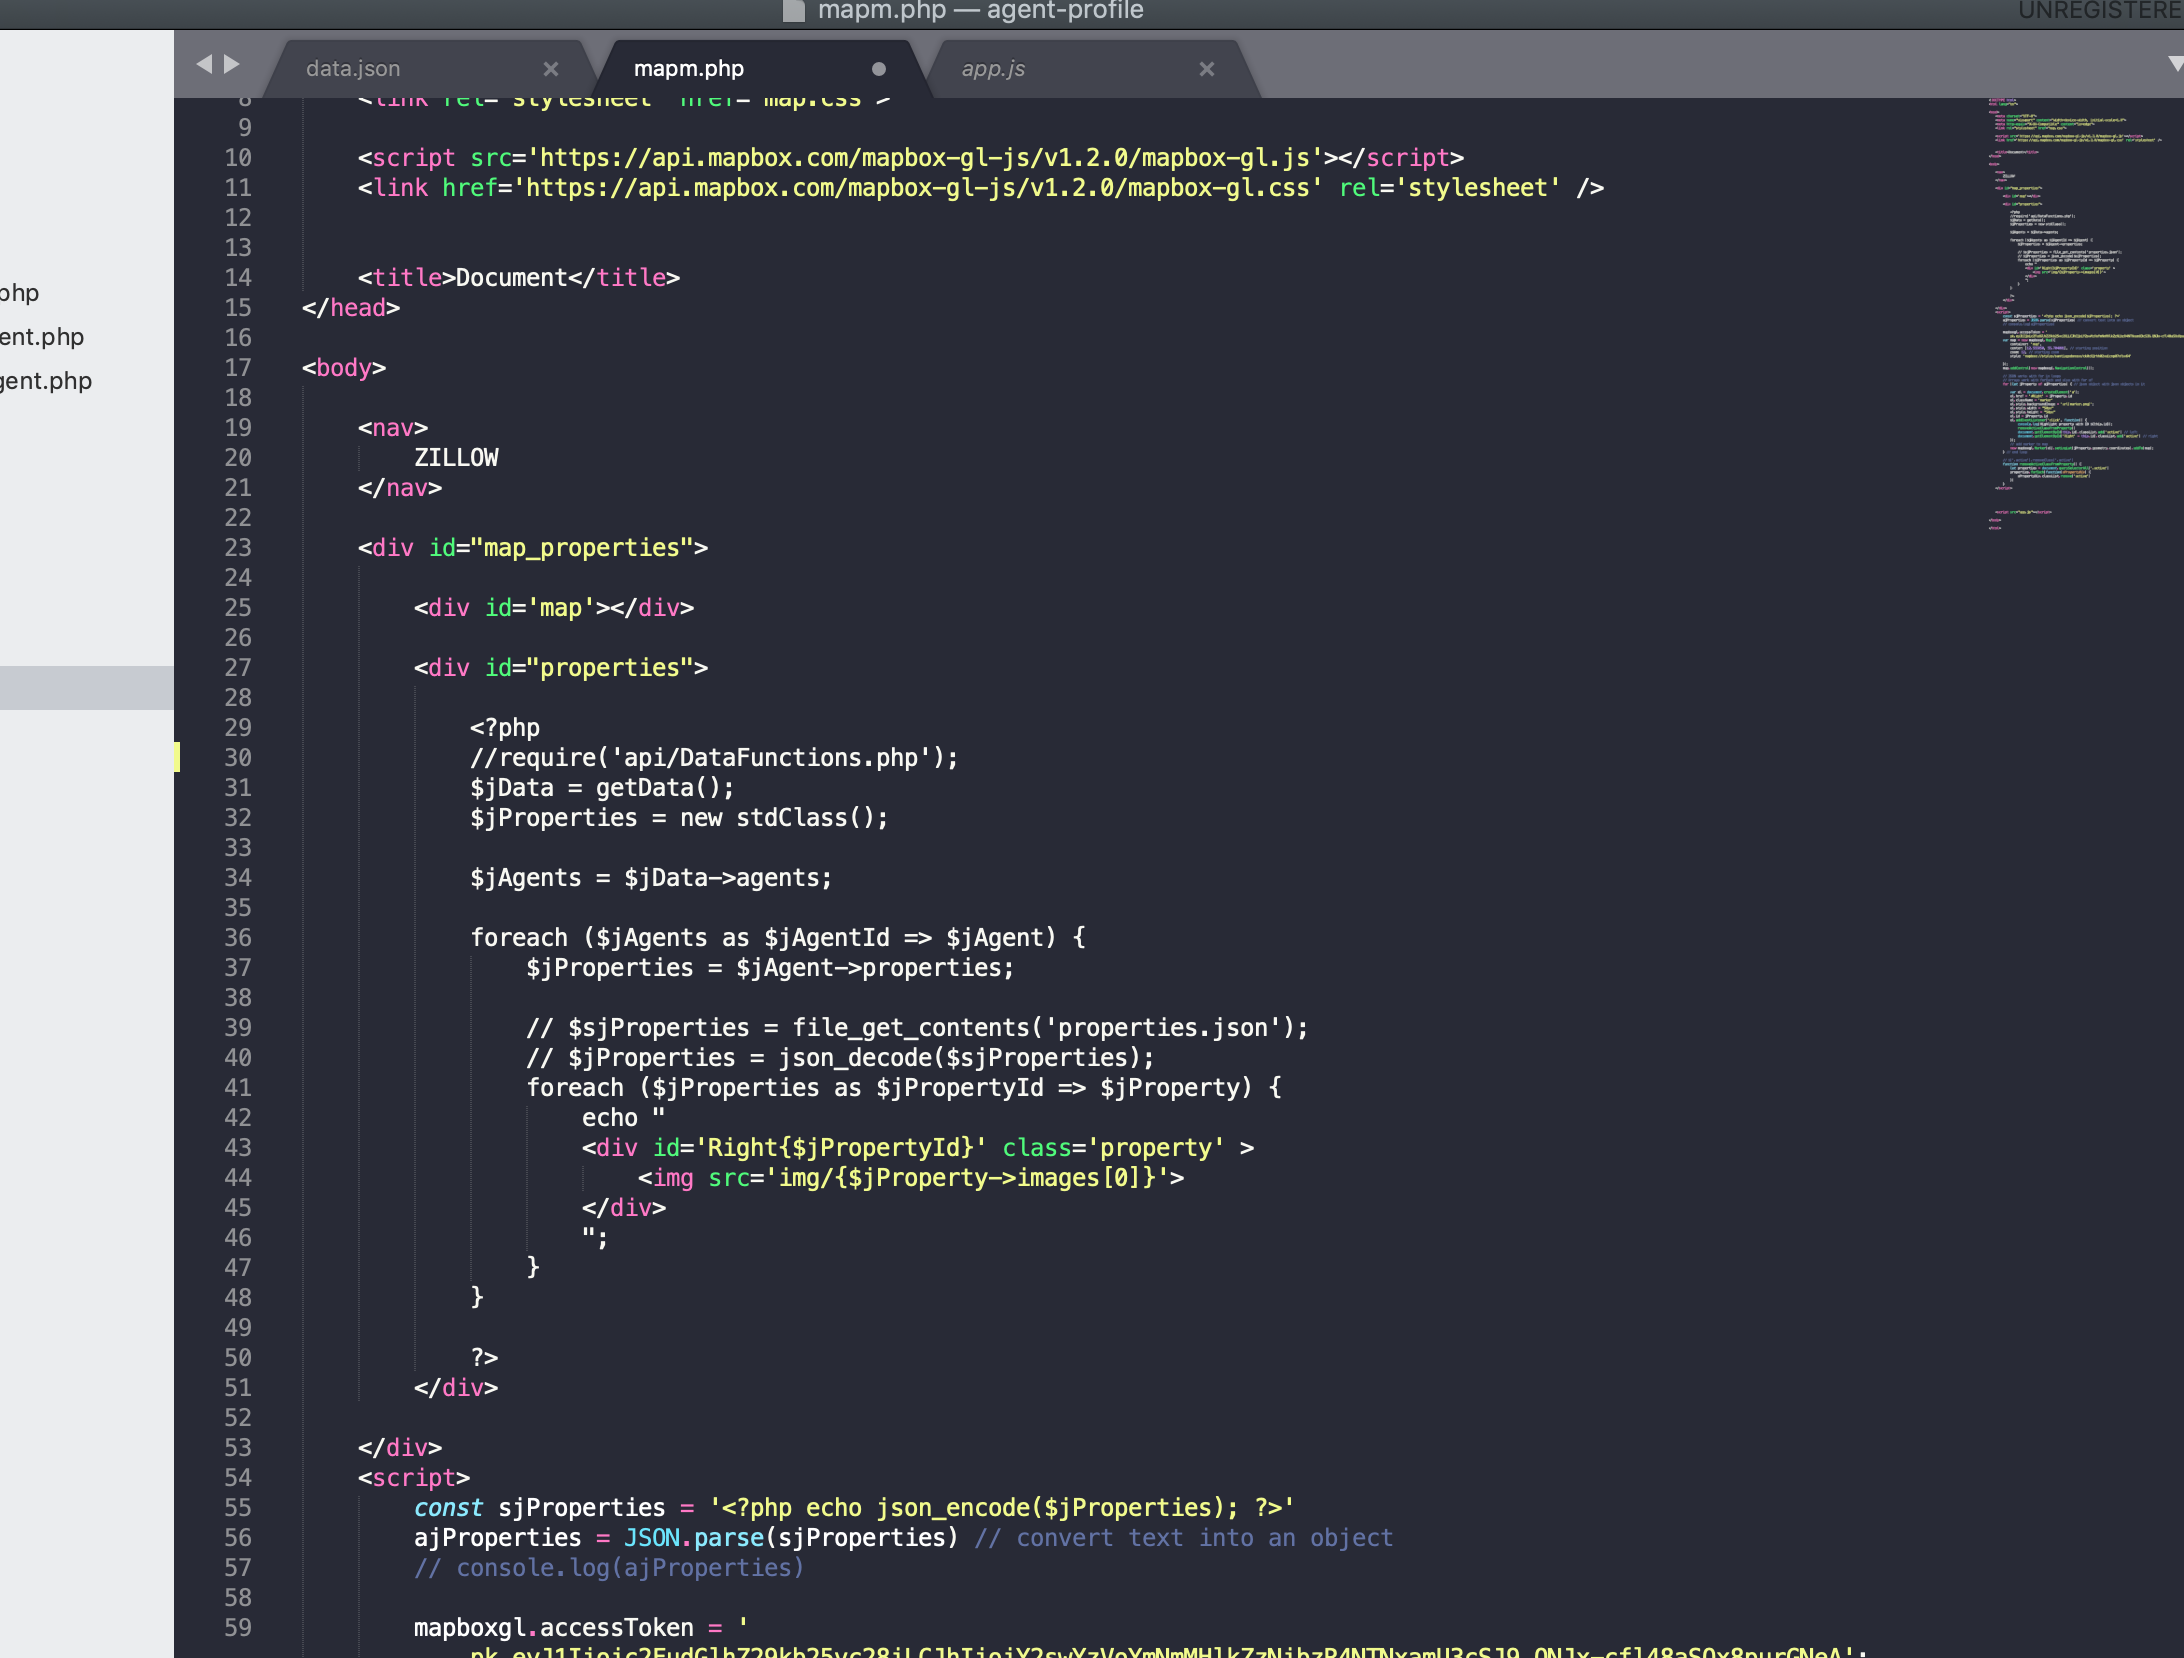 mapm.php — agent-profile
UNREGISTERE
data.json
mapm.php
app.js
php
ent.php
gent.php
8 <link rel="stylesheet" href="map.css">
9
10 <script src='https://api.mapbox.com/mapbox-gl-js/v1.2.0/mapbox-gl.js'></script>
11 <link href='https://api.mapbox.com/mapbox-gl-js/v1.2.0/mapbox-gl.css' rel='stylesheet' />
12
13
14 <title>Document</title>
15 </head>
16
17 <body>
18
19 <nav>
20 ZILLOW
21 </nav>
22
23 <div id="map_properties">
24
25 <div id='map'></div>
26
27 <div id="properties">
28
29 <?php
30 //require('api/DataFunctions.php');
31 $jData = getData();
32 $jProperties = new stdClass();
33
34 $jAgents = $jData->agents;
35
36 foreach ($jAgents as $jAgentId => $jAgent) {
37 $jProperties = $jAgent->properties;
38
39 // $sjProperties = file_get_contents('properties.json');
40 // $jProperties = json_decode($sjProperties);
41 foreach ($jProperties as $jPropertyId => $jProperty) {
42 echo "
43 <div id='Right{$jPropertyId}' class='property' >
44 <img src='img/{$jProperty->images[0]}'>
45 </div>
46 ";
47 }
48 }
49
50 ?>
51 </div>
52
53 </div>
54 <script>
55 const sjProperties = '<?php echo json_encode($jProperties); ?>'
56 ajProperties = JSON.parse(sjProperties) // convert text into an object
57 // console.log(ajProperties)
58
59 mapboxgl.accessToken = '